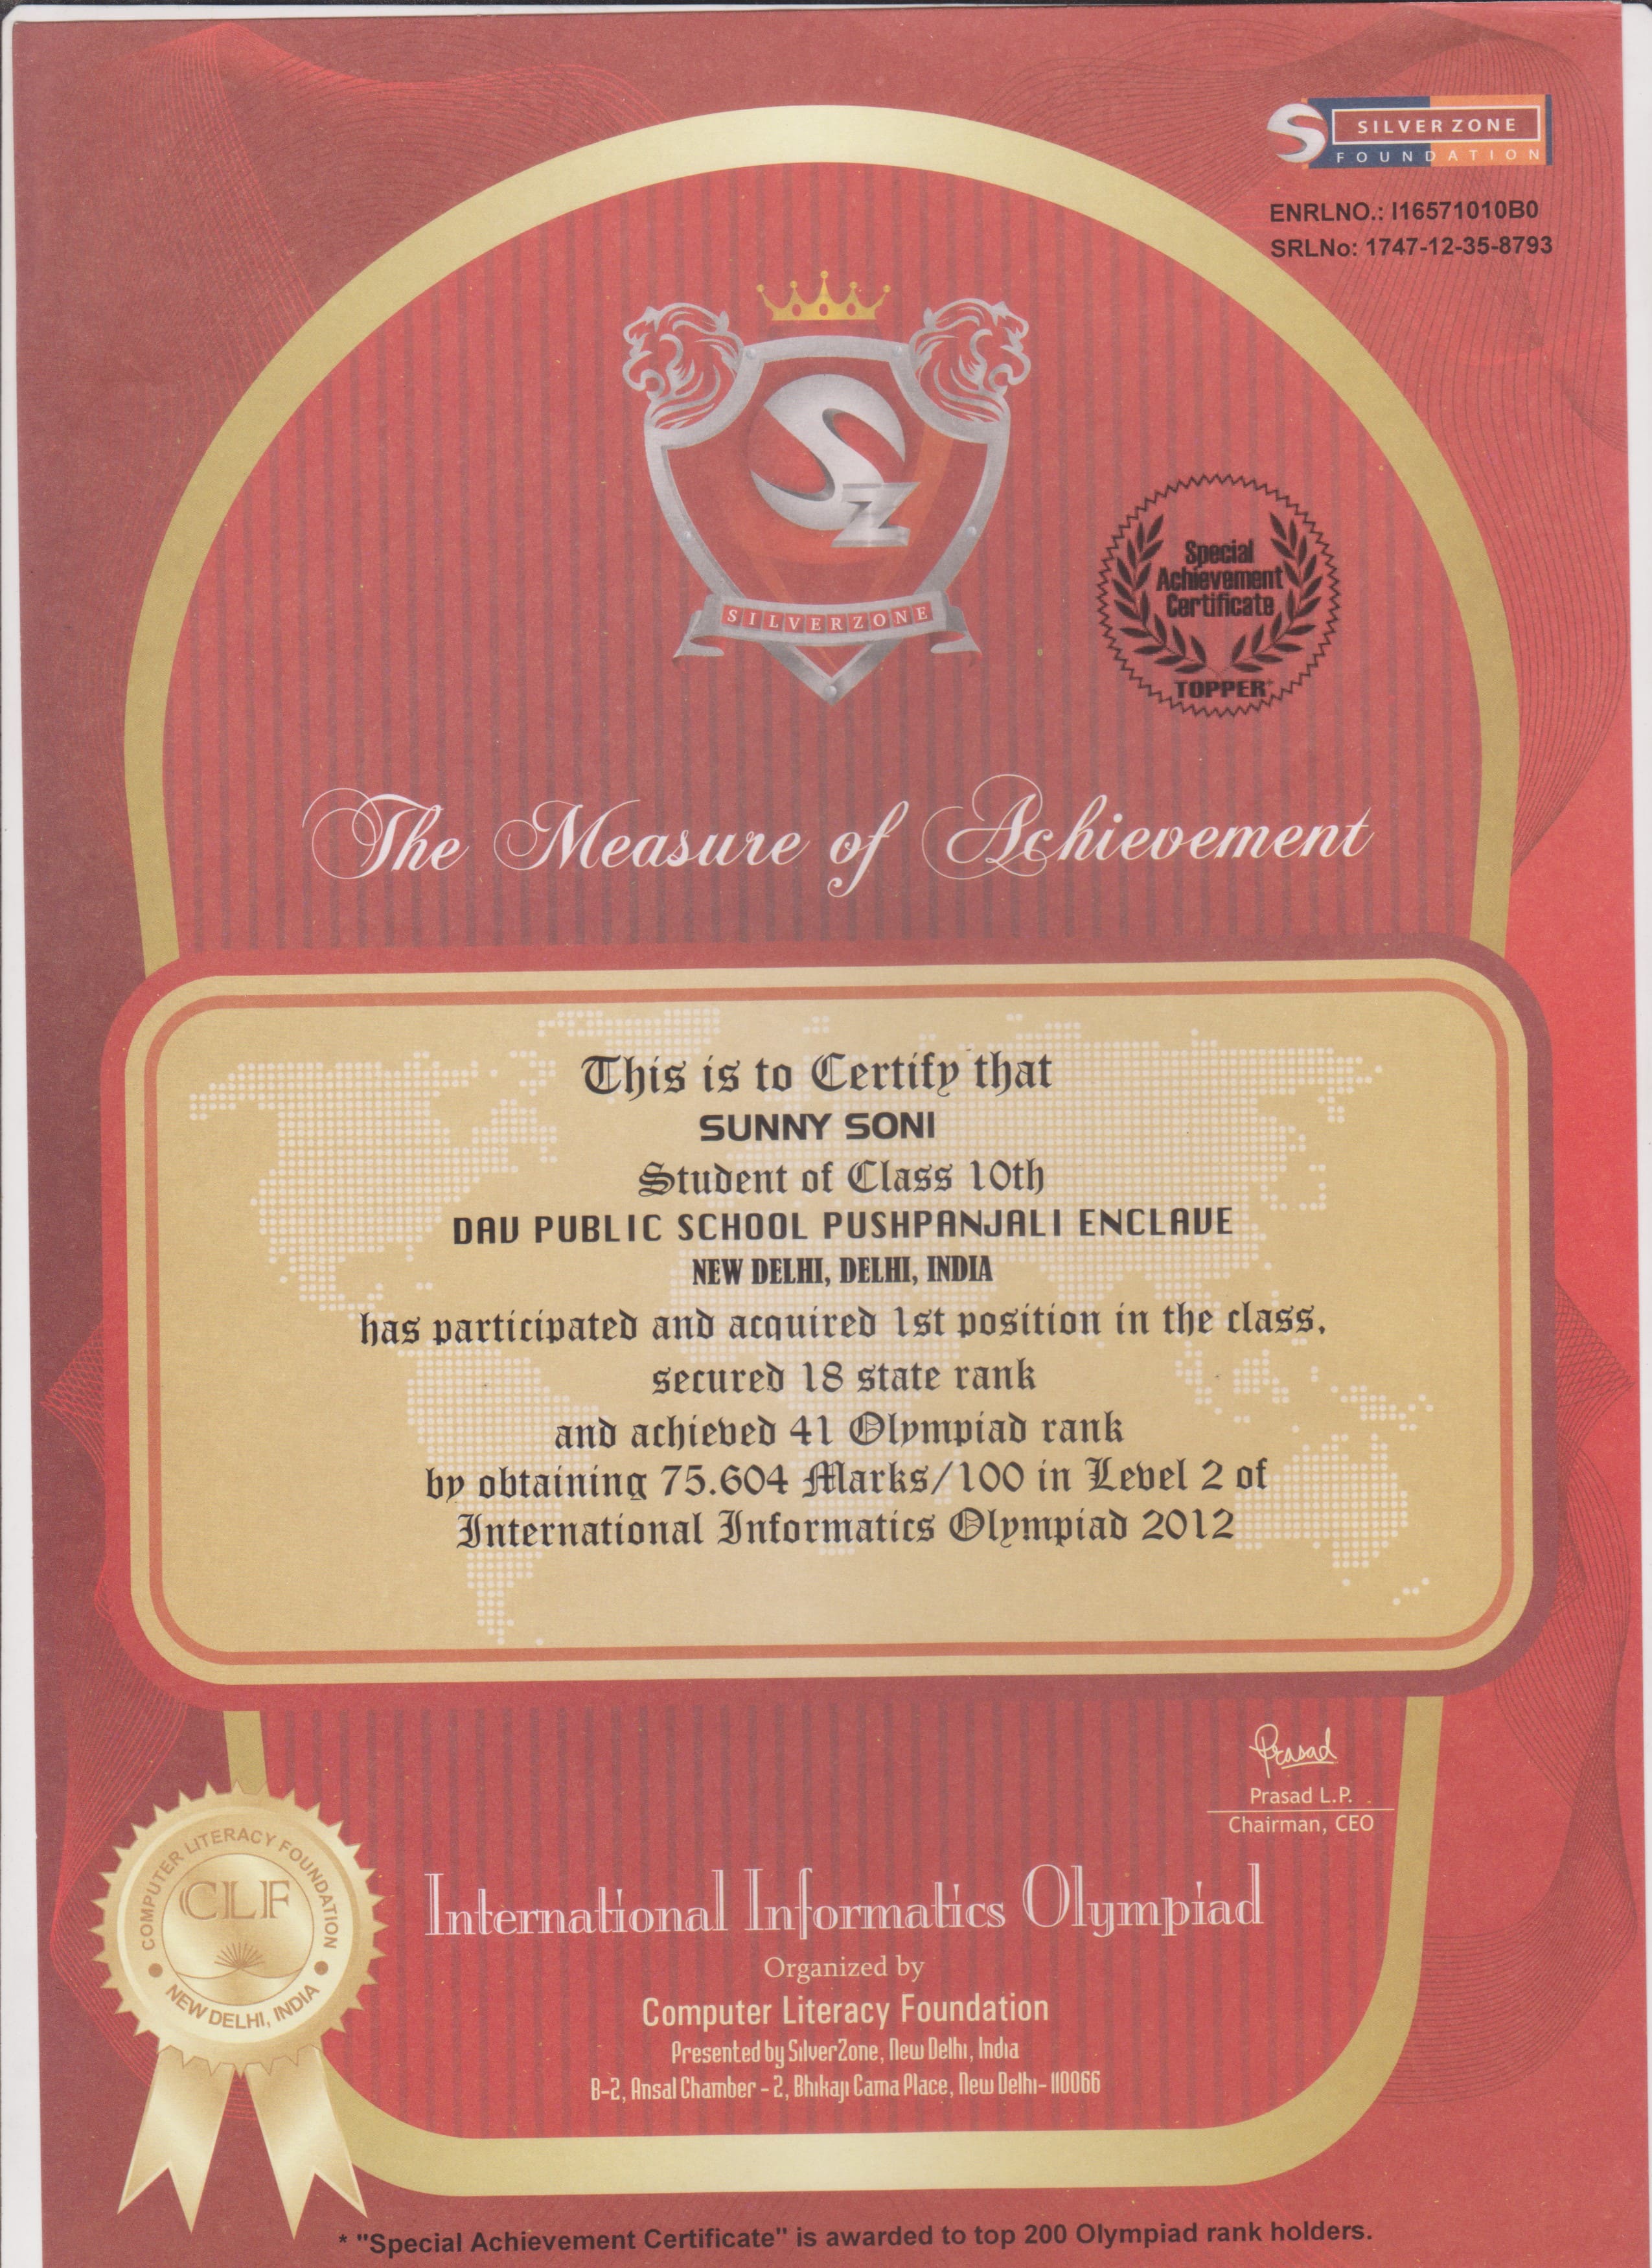 SILVER ZONE
FOUNDATION
ENRLNO.: I16571010B0
SRLNo: 1747-12-35-8793
SZ
SILVERZONE
Special
Achievement
Certificate
TOPPER*
The Measure of Achievement
This is to Certify that
SUNNY SONI
Student of Class 10th
DAV PUBLIC SCHOOL PUSHPANJALI ENCLAVE
NEW DELHI, DELHI, INDIA
has participated and acquired 1st position in the class,
secured 18 state rank
and achieved 41 Olympiad rank
by obtaining 75.604 Marks/100 in Level 2 of
International Informatics Olympiad 2012
Prasad
Prasad L.P.
Chairman, CEO
COMPUTER LITERACY FOUNDATION
CLF
NEW DELHI, INDIA
International Informatics Olympiad
Organized by
Computer Literacy Foundation
Presented by SilverZone, New Delhi, India
B-2, Ansal Chamber - 2, Bhikaji Cama Place, New Delhi- 110066
* "Special Achievement Certificate" is awarded to top 200 Olympiad rank holders.